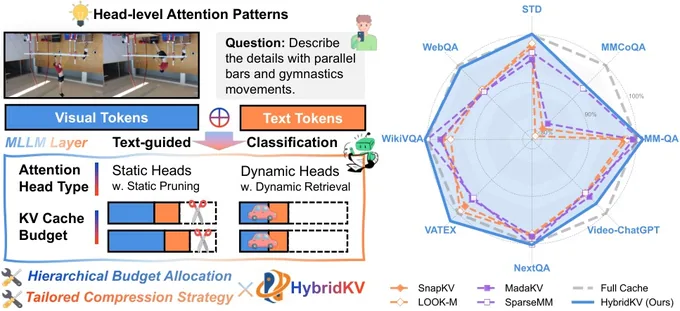 Head-level Attention Patterns
Question: Describe
the details with parallel
bars and gymnastics
movements.
Visual Tokens
Text Tokens
MLLM Layer
Text-guided
Classification
Attention
Head Type
Static Heads
w. Static Pruning
Dynamic Heads
w. Dynamic Retrieval
KV Cache
Budget
Hierarchical Budget Allocation
Tailored Compression Strategy
×
HybridKV
STD
WebQA
MMCoQA
100%
90%
WikiVQA
MM-QA
VATEX
Video-ChatGPT
NextQA
SnapKV
MadaKV
Full Cache
LOOK-M
SparseMM
HybridKV (Ours)